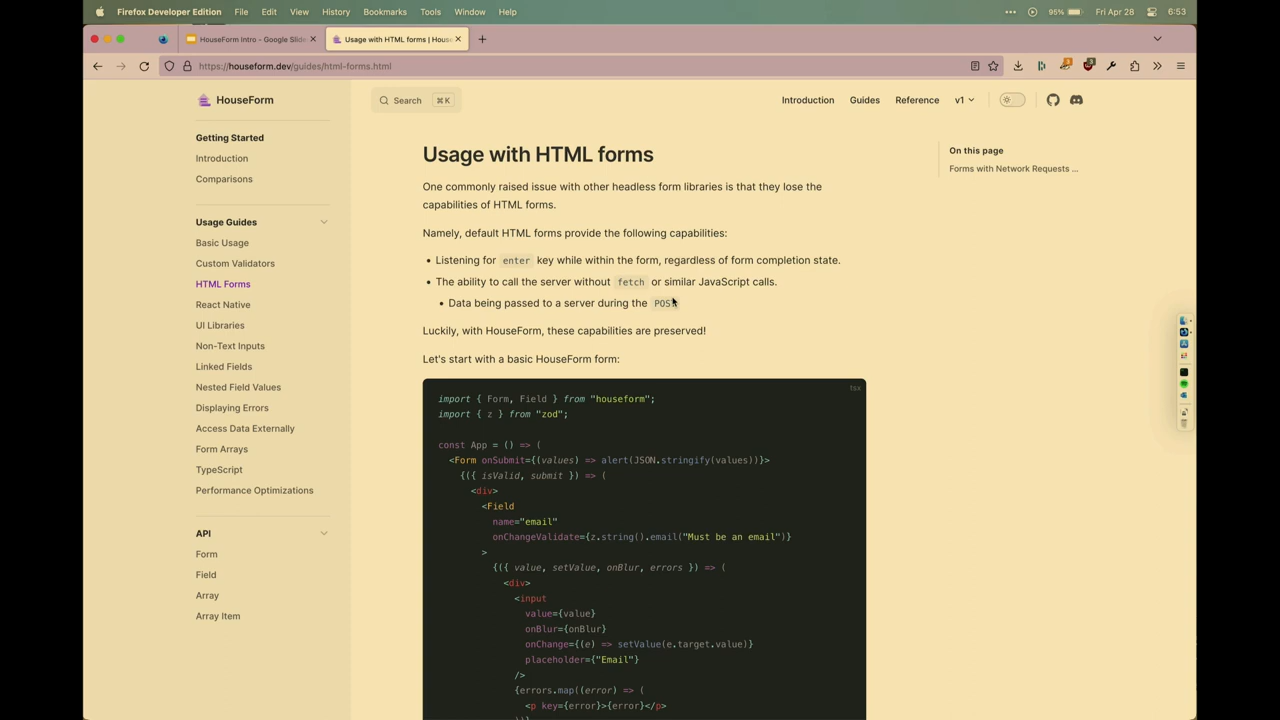 Firefox Developer Edition File Edit View History Bookmarks Tools Window Help 95% Fri Apr 28 6:53
HouseForm Intro - Google Slide
Usage with HTML forms | House
https://houseform.dev/guides/html-forms.html
HouseForm
Search ⌘K
Introduction Guides Reference v1
Getting Started
Introduction
Comparisons
Usage Guides
Basic Usage
Custom Validators
HTML Forms
React Native
UI Libraries
Non-Text Inputs
Linked Fields
Nested Field Values
Displaying Errors
Access Data Externally
Form Arrays
TypeScript
Performance Optimizations
API
Form
Field
Array
Array Item
Usage with HTML forms
One commonly raised issue with other headless form libraries is that they lose the
capabilities of HTML forms.
Namely, default HTML forms provide the following capabilities:
• Listening for enter key while within the form, regardless of form completion state.
• The ability to call the server without fetch or similar JavaScript calls.
• Data being passed to a server during the POST
Luckily, with HouseForm, these capabilities are preserved!
Let's start with a basic HouseForm form:
tsx
import { Form, Field } from "houseform";
import { z } from "zod";
const App = () => (
<Form onSubmit={(values) => alert(JSON.stringify(values))}>
{({ isValid, submit }) => (
<div>
<Field
name="email"
onChangeValidate={z.string().email("Must be an email")}
>
{({ value, setValue, onBlur, errors }) => (
<div>
<input
value={value}
onBlur={onBlur}
onChange={(e) => setValue(e.target.value)}
placeholder={"Email"}
/>
{errors.map((error) => (
<p key={error}>{error}</p>
))}
On this page
Forms with Network Requests ...